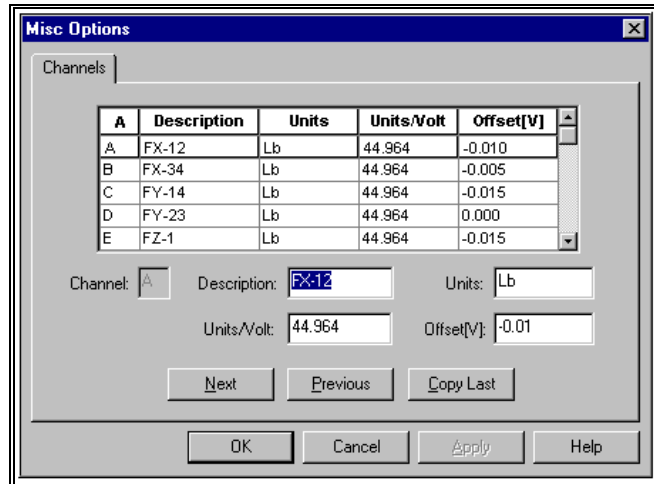 Misc Options
Channels
A Description Units Units/Volt Offset[V]
A FX-12 Lb 44.964 -0.010
B FX-34 Lb 44.964 -0.005
C FY-14 Lb 44.964 -0.015
D FY-23 Lb 44.964 0.000
E FZ-1 Lb 44.964 -0.015
Channel: A Description: FX-12 Units: Lb
Units/Volt: 44.964 Offset[V]: -0.01
Next Previous Copy Last
OK Cancel Apply Help